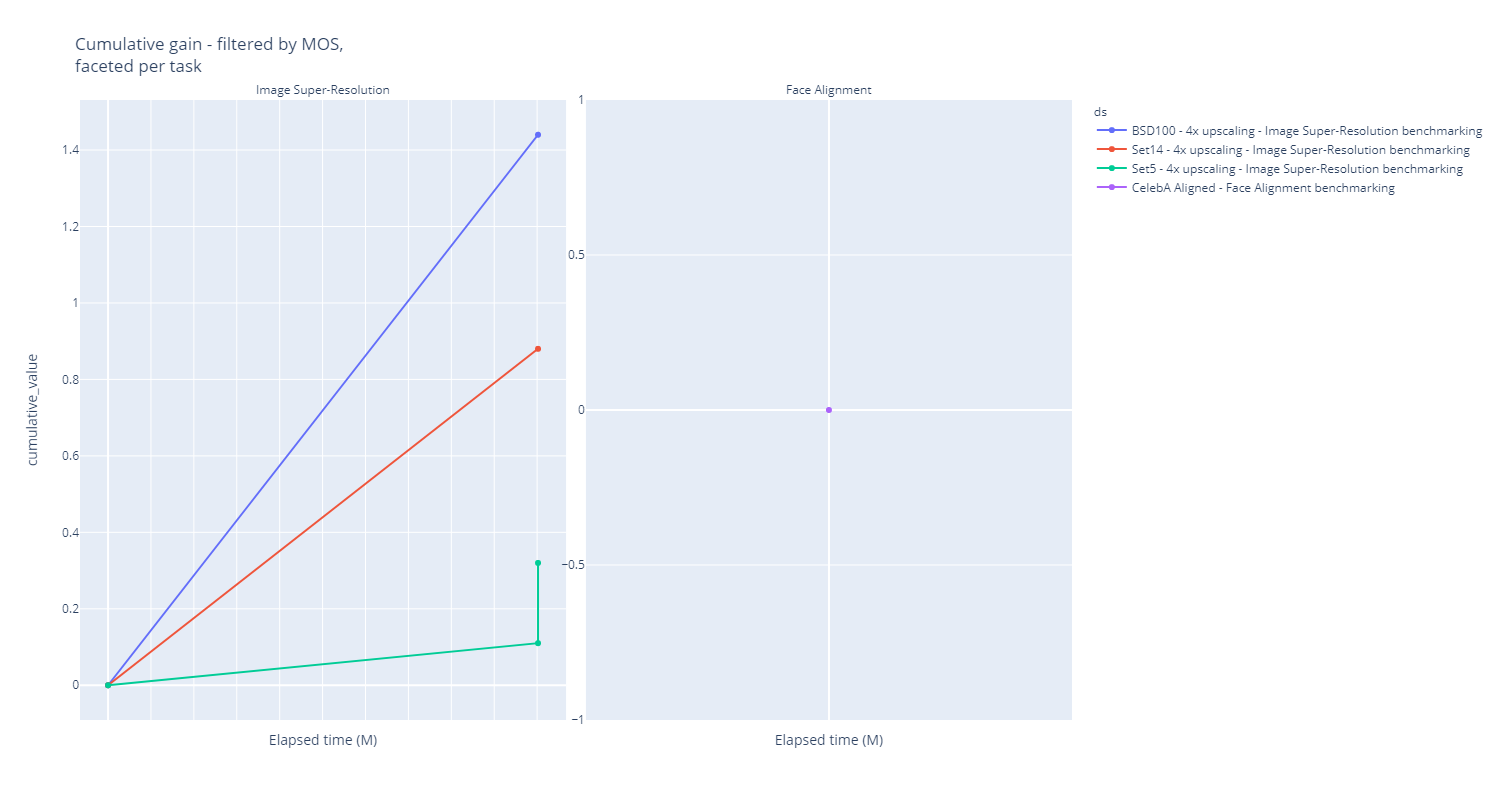 Cumulative gain - filtered by MOS,
faceted per task
Image Super-Resolution
Face Alignment
1.4
1.2
1
0.8
0.6
0.4
0.2
0
cumulative_value
Elapsed time (M)
1
0.5
0
−0.5
−1
Elapsed time (M)
ds
BSD100 - 4x upscaling - Image Super-Resolution benchmarking
Set14 - 4x upscaling - Image Super-Resolution benchmarking
Set5 - 4x upscaling - Image Super-Resolution benchmarking
CelebA Aligned - Face Alignment benchmarking